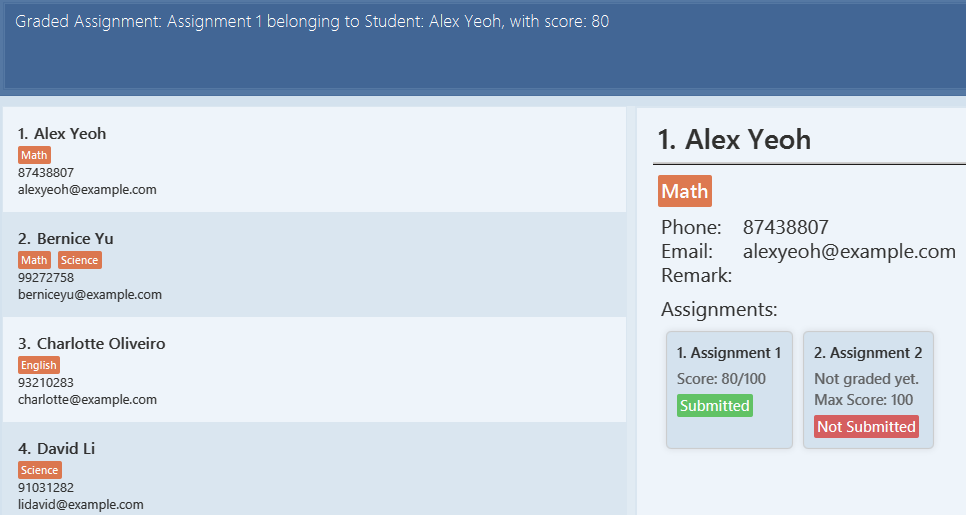 Graded Assignment: Assignment 1 belonging to Student: Alex Yeoh, with score: 80
1. Alex Yeoh
Math
87438807
alexyeoh@example.com
2. Bernice Yu
Math Science
99272758
berniceyu@example.com
3. Charlotte Oliveiro
English
93210283
charlotte@example.com
4. David Li
Science
91031282
lidavid@example.com
1. Alex Yeoh
Math
Phone: 87438807
Email: alexyeoh@example.com
Remark:
Assignments:
1. Assignment 1
Score: 80/100
Submitted
2. Assignment 2
Not graded yet.
Max Score: 100
Not Submitted